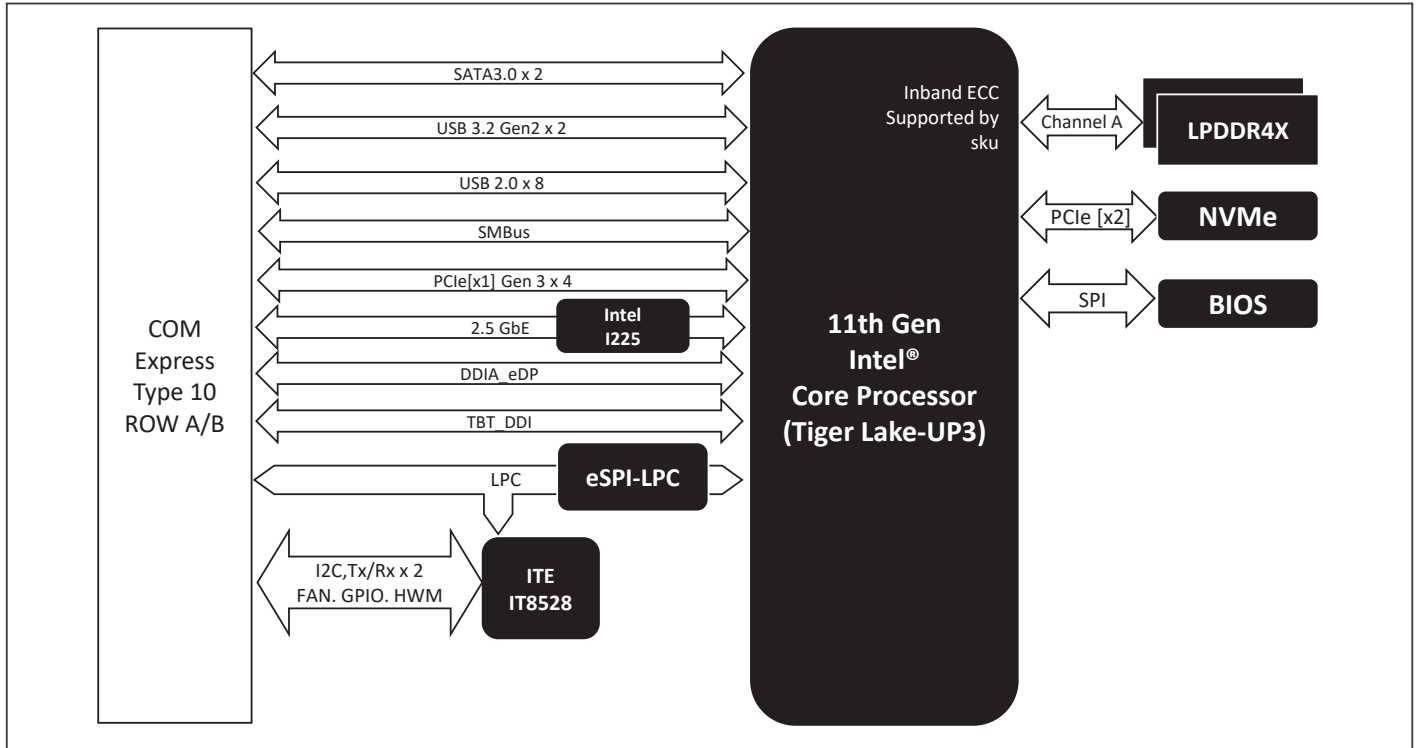 COM
Express
Type 10
ROW A/B
SATA3.0 x 2
USB 3.2 Gen2 x 2
USB 2.0 x 8
SMBus
PCIe[x1] Gen 3 x 4
2.5 GbE
Intel
I225
DDIA_eDP
TBT_DDI
LPC
eSPI-LPC
I2C,Tx/Rx x 2
FAN. GPIO. HWM
ITE
IT8528
Inband ECC
Supported by
sku
11th Gen
Intel®
Core Processor
(Tiger Lake-UP3)
Channel A
LPDDR4X
PCIe [x2]
NVMe
SPI
BIOS